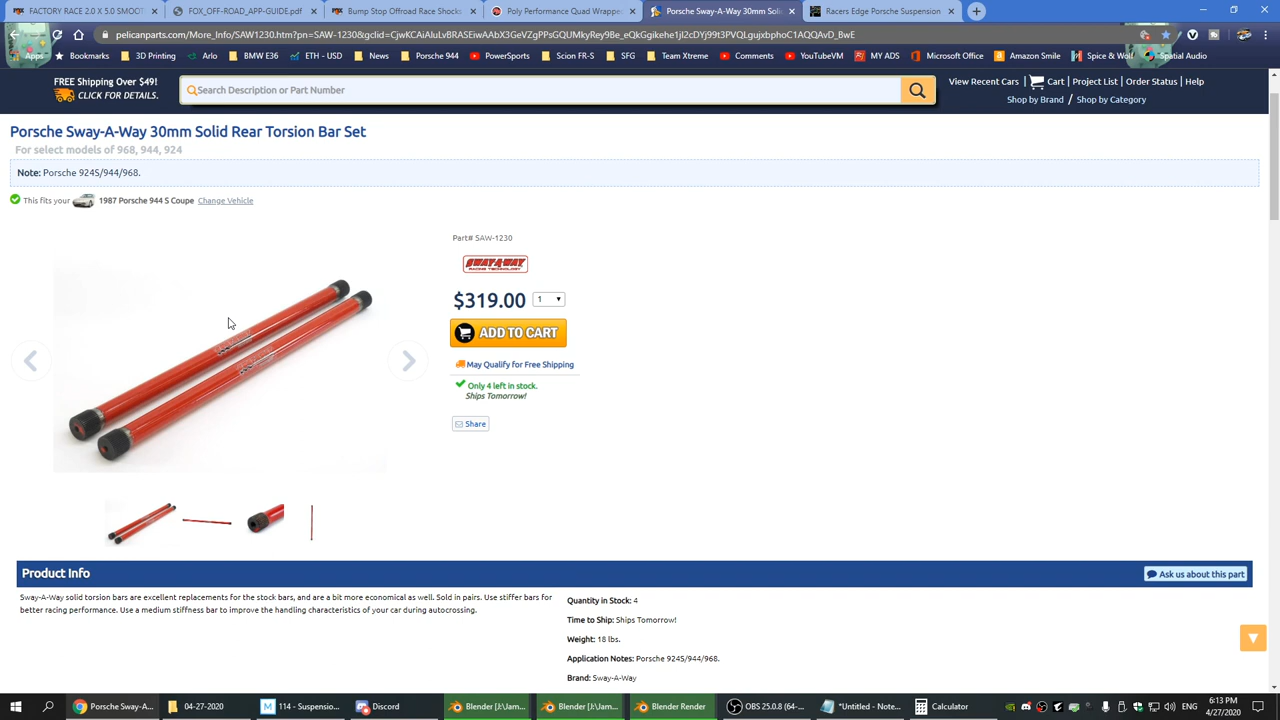 FACTORY RACE 2.0 X 5.0 SMOOT
FOX_OFF-ROAD_APP-GUIDE.pdf
Bump Stop Offroad Race Shocks
Poly Performance Quad Wrapper
Porsche Sway-A-Way 30mm Soli
Racers Edge Porsche Suspension
pelicanparts.com/More_Info/SAW1230.htm?pn=SAW-1230&gclid=CjwKCAiAluLvBRASEiwAAbX3GeVZgPPsGQUMkyRey9Be_eQkGgikehe1jI2cDYj99t3PVQLgujxbphoC1AQQAvD_BwE
Apps
Bookmarks
3D Printing
Arlo
BMW E36
ETH - USD
News
Porsche 944
PowerSports
Scion FR-S
SFG
Team Xtreme
Comments
YouTubeVM
MY ADS
Microsoft Office
Amazon Smile
Spice & Wolf
Spatial Audio
FREE Shipping Over $49!
CLICK FOR DETAILS.
Search Description or Part Number
View Recent Cars | Cart | Project List | Order Status | Help
Shop by Brand / Shop by Category
Porsche Sway-A-Way 30mm Solid Rear Torsion Bar Set
For select models of 968, 944, 924
Note: Porsche 924S/944/968.
This fits your 1987 Porsche 944 S Coupe Change Vehicle
Part# SAW-1230
SWAY-A-WAY
RACING TECHNOLOGY
$319.00 1
ADD TO CART
May Qualify for Free Shipping
Only 4 left in stock.
Ships Tomorrow!
Share
Product Info
Ask us about this part
Sway-A-Way solid torsion bars are excellent replacements for the stock bars, and are a bit more economical as well. Sold in pairs. Use stiffer bars for
better racing performance. Use a medium stiffness bar to improve the handling characteristics of your car during autocrossing.
Quantity in Stock: 4
Time to Ship: Ships Tomorrow!
Weight: 18 lbs.
Application Notes: Porsche 924S/944/968.
Brand: Sway-A-Way
Porsche Sway-A...
04-27-2020
114 - Suspensio...
Discord
Blender [J:\Jam...
Blender [J:\Jam...
Blender Render
OBS 25.0.8 (64-...
*Untitled - Note...
Calculator
6:13 PM
4/27/2020